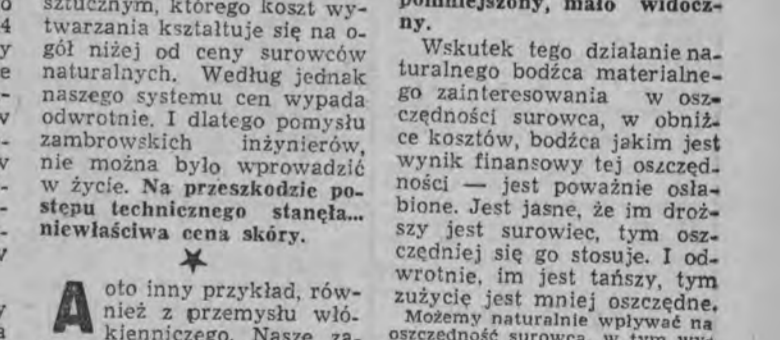 sztucznym, którego koszt wy-
twarzania kształtuje się na o-
gół niżej od ceny surowców
naturalnych. Według jednak
naszego systemu cen wypada
odwrotnie. I dlatego pomysłu
zambrowskich inżynierów,
nie można było wprowadzić
w życie. Na przeszkodzie po-
stępu technicznego stanęła...
niewłaściwa cena skóry.
A oto inny przykład, rów-
nież z przemysłu włó-
kienniczego. Nasze za-
pomniejszony, mało widocz-
ny.
Wskutek tego działanie na-
turalnego bodźca materialne-
go zainteresowania w osz-
czędności surowca, w obniż-
ce kosztów, bodźca jakim jest
wynik finansowy tej oszczęd-
ności — jest poważnie osła-
bione. Jest jasne, że im droż-
szy jest surowiec, tym osz-
czędniej się go stosuje. I od-
wrotnie, im jest tańszy, tym
zużycię jest mniej oszczędne.
Możemy naturalnie wpływać na
oszczędność surowca, w tym